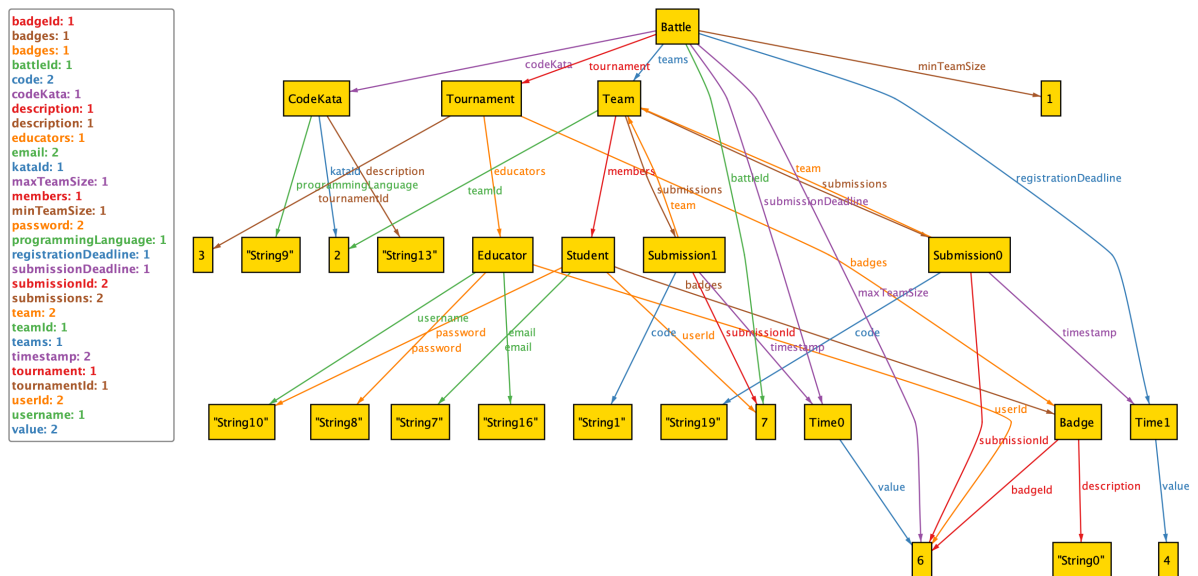 badgeId: 1
badges: 1
badges: 1
battleId: 1
code: 2
codeKata: 1
description: 1
description: 1
educators: 1
email: 2
kataId: 1
maxTeamSize: 1
members: 1
minTeamSize: 1
password: 2
programmingLanguage: 1
registrationDeadline: 1
submissionDeadline: 1
submissionId: 2
submissions: 2
team: 2
teamId: 1
teams: 1
timestamp: 2
tournament: 1
tournamentId: 1
userId: 2
username: 1
value: 2
Battle
codeKata
tournament
teams
minTeamSize
CodeKata
Tournament
Team
1
kataId
description
educators
members
battleId
team
registrationDeadline
programmingLanguage
teamId
submissions
submissions
tournamentId
team
submissionDeadline
3
"String9"
2
"String13"
Educator
Student
Submission1
Submission0
badges
badges
maxTeamSize
username
password
email
code
userId
submissionId
code
timestamp
password
email
timestamp
"String10"
"String8"
"String7"
"String16"
"String1"
"String19"
7
Time0
userId
Badge
Time1
submissionId
value
badgeId
description
value
6
"String0"
4